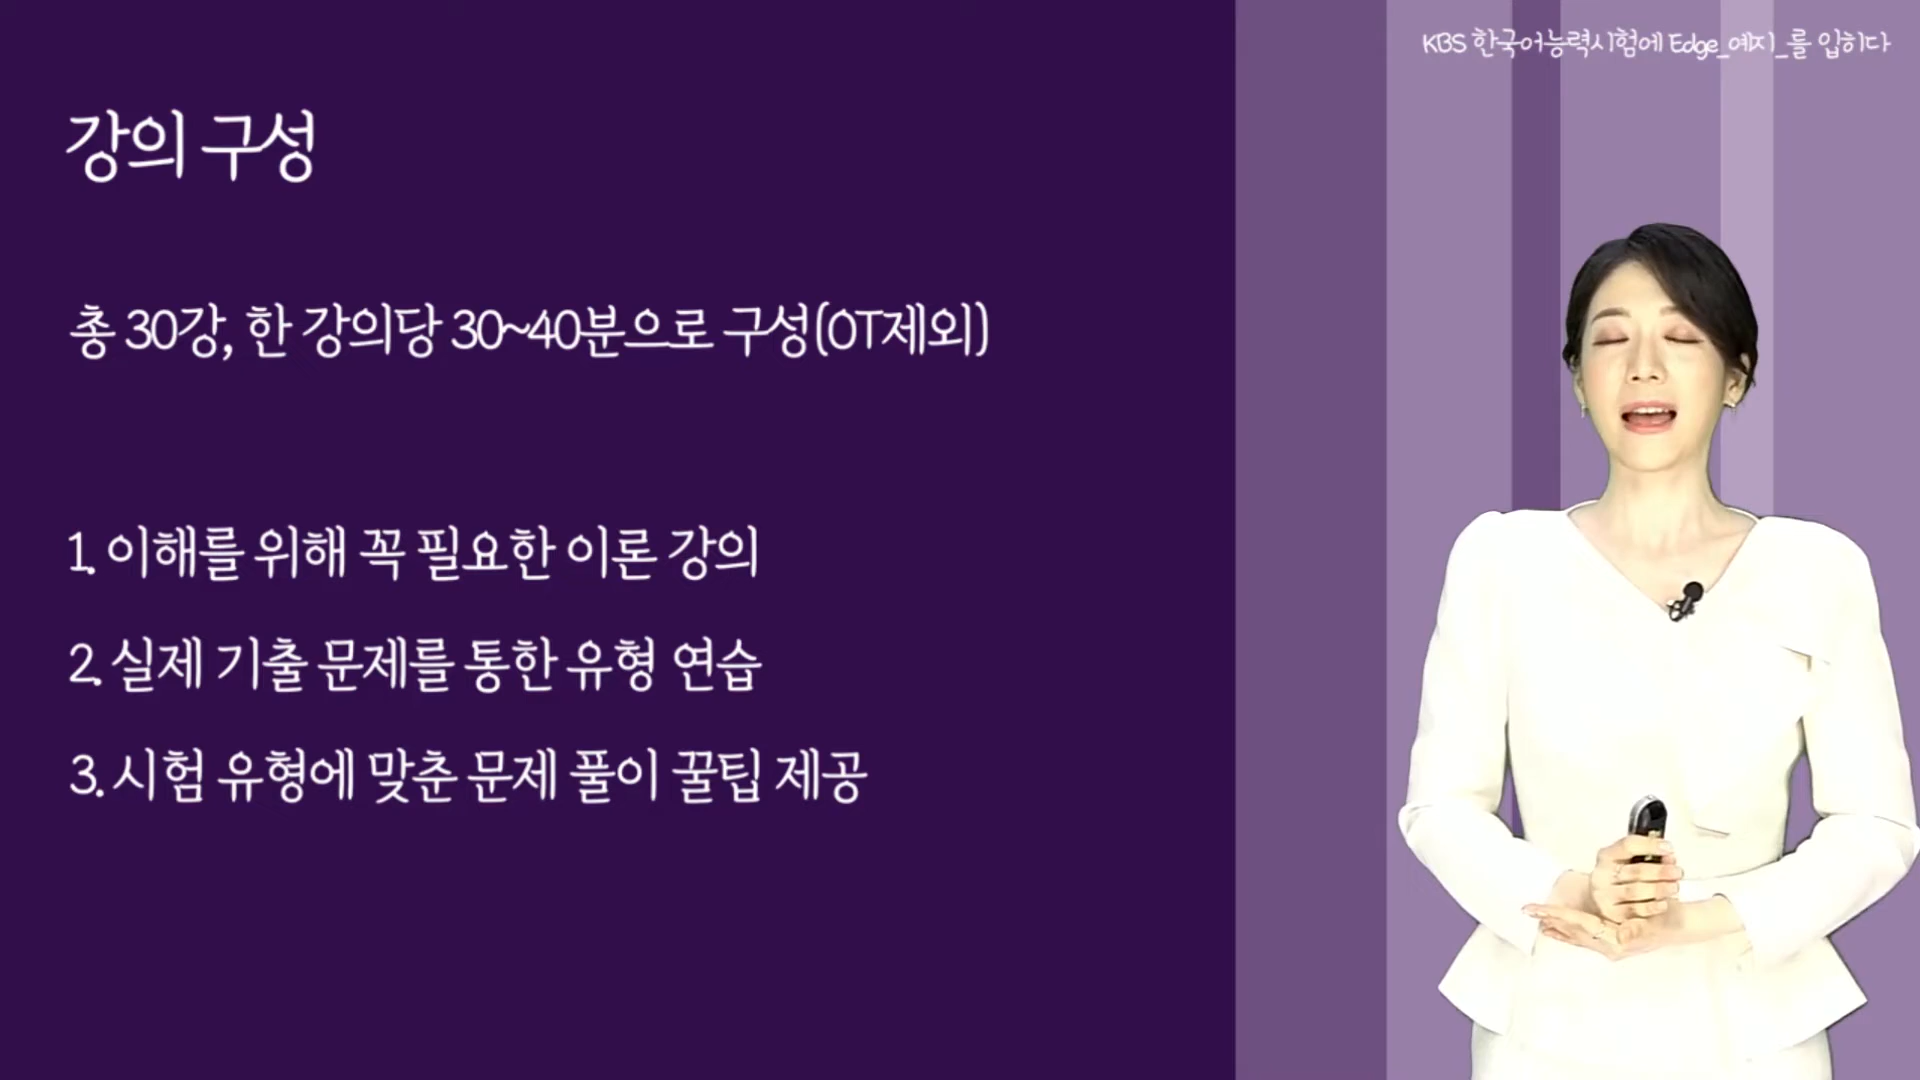 KBS 한국어능력시험에 Edge_예지_를 입히다
강의 구성
총 30강, 한 강의당 30~40분으로 구성(OT제외)
1. 이해를 위해 꼭 필요한 이론 강의
2. 실제 기출 문제를 통한 유형 연습
3. 시험 유형에 맞춘 문제 풀이 꿀팁 제공